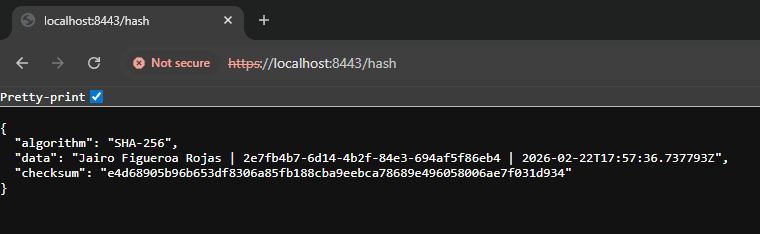 localhost:8443/hash
Not secure https://localhost:8443/hash
Pretty-print
{
  "algorithm": "SHA-256",
  "data": "Jairo Figueroa Rojas | 2e7fb4b7-6d14-4b2f-84e3-694af5f86eb4 | 2026-02-22T17:57:36.737793Z",
  "checksum": "e4d68905b96b653df8306a85fb188cba9eebca78689e496058006ae7f031d934"
}